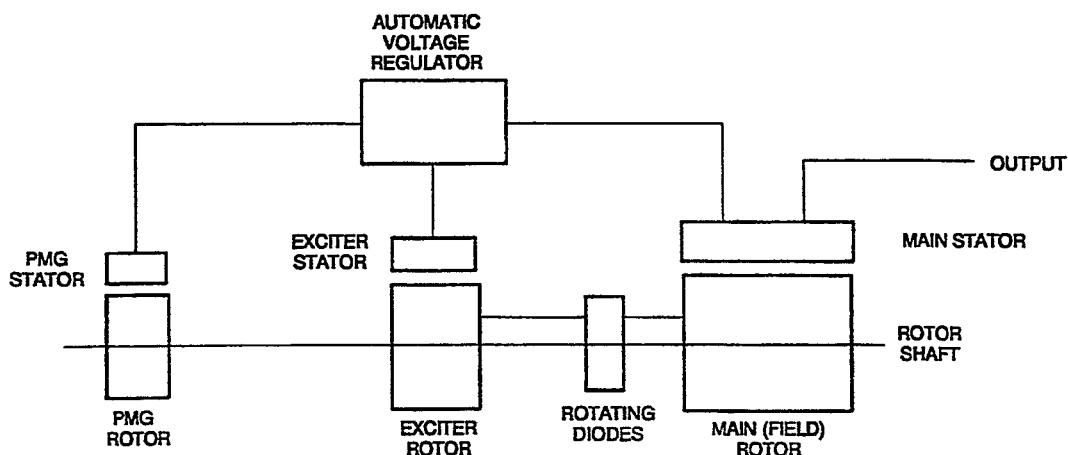 AUTOMATIC
VOLTAGE
REGULATOR
OUTPUT
EXCITER
STATOR
MAIN STATOR
PMG
STATOR
ROTOR
SHAFT
PMG
ROTOR
EXCITER
ROTOR
ROTATING
DIODES
MAIN (FIELD)
ROTOR